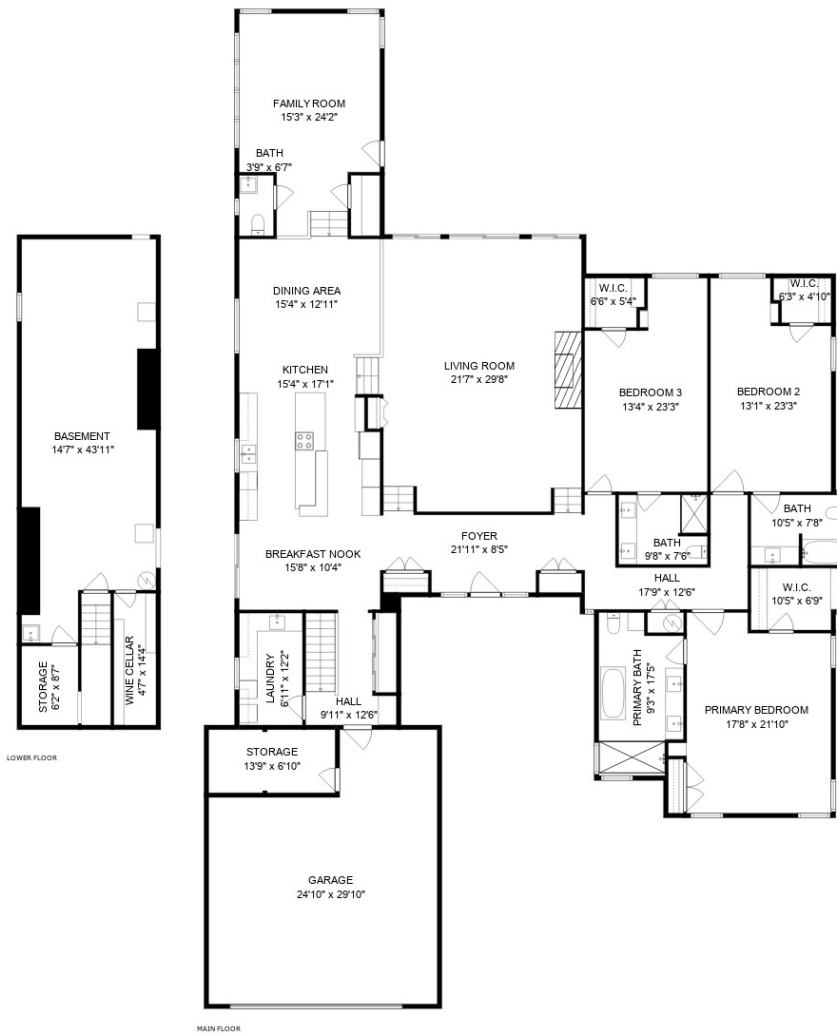 FAMILY ROOM
15'3" x 24'2"
BATH
3'9" x 6'7"
DINING AREA
15'4" x 12'11"
KITCHEN
15'4" x 17'1"
LIVING ROOM
21'7" x 29'8"
W.I.C.
6'6" x 5'4"
W.I.C.
6'3" x 4'10"
BEDROOM 3
13'4" x 23'3"
BEDROOM 2
13'1" x 23'3"
BASEMENT
14'7" x 43'11"
BREAKFAST NOOK
15'8" x 10'4"
FOYER
21'11" x 8'5"
BATH
9'8" x 7'6"
BATH
10'5" x 7'8"
HALL
17'9" x 12'6"
W.I.C.
10'5" x 6'9"
STORAGE
6'2" x 8'7"
WINE CELLAR
4'7" x 14'4"
LAUNDRY
6'11" x 12'2"
HALL
9'11" x 12'6"
PRIMARY BATH
9'3" x 17'5"
PRIMARY BEDROOM
17'8" x 21'10"
STORAGE
13'9" x 6'10"
LOWER FLOOR
GARAGE
24'10" x 29'10"
MAIN FLOOR